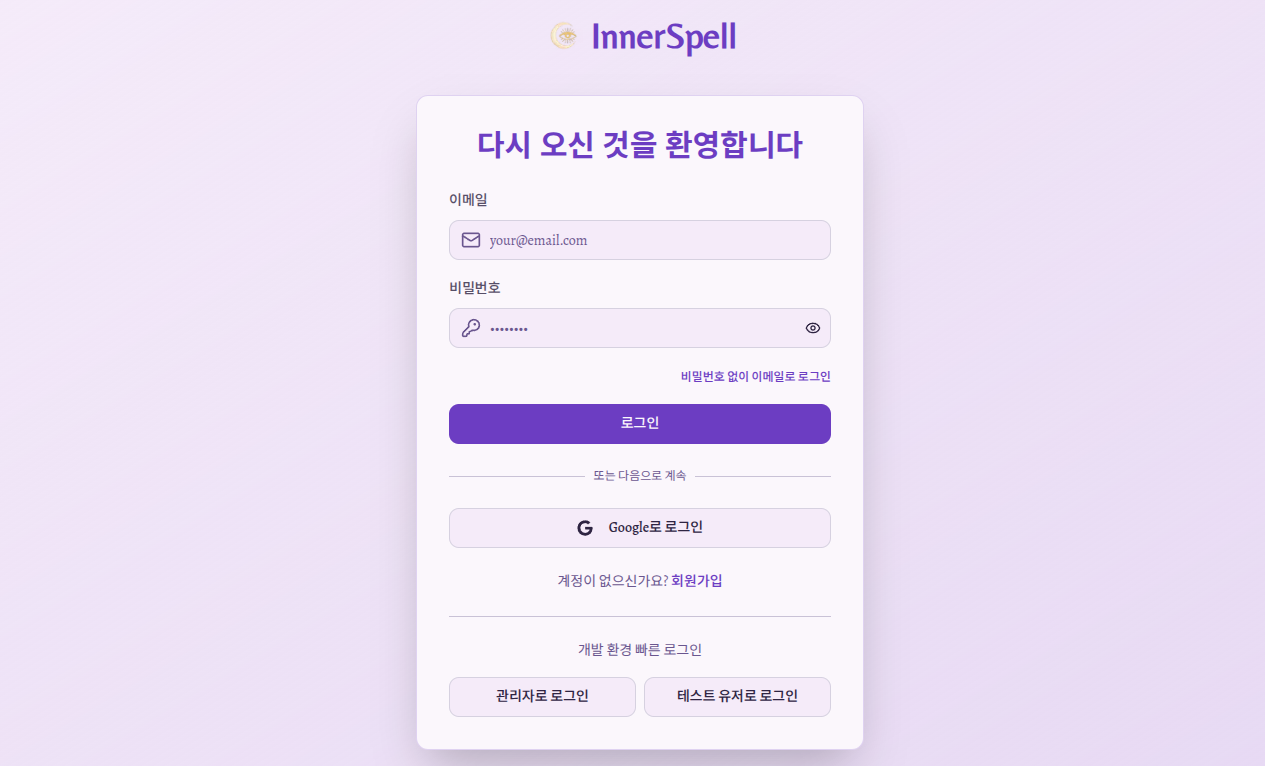 InnerSpell
다시 오신 것을 환영합니다
이메일
your@email.com
비밀번호
••••••••
비밀번호 없이 이메일로 로그인
로그인
또는 다음으로 계속
Google로 로그인
계정이 없으신가요? 회원가입
개발 환경 빠른 로그인
관리자로 로그인
테스트 유저로 로그인